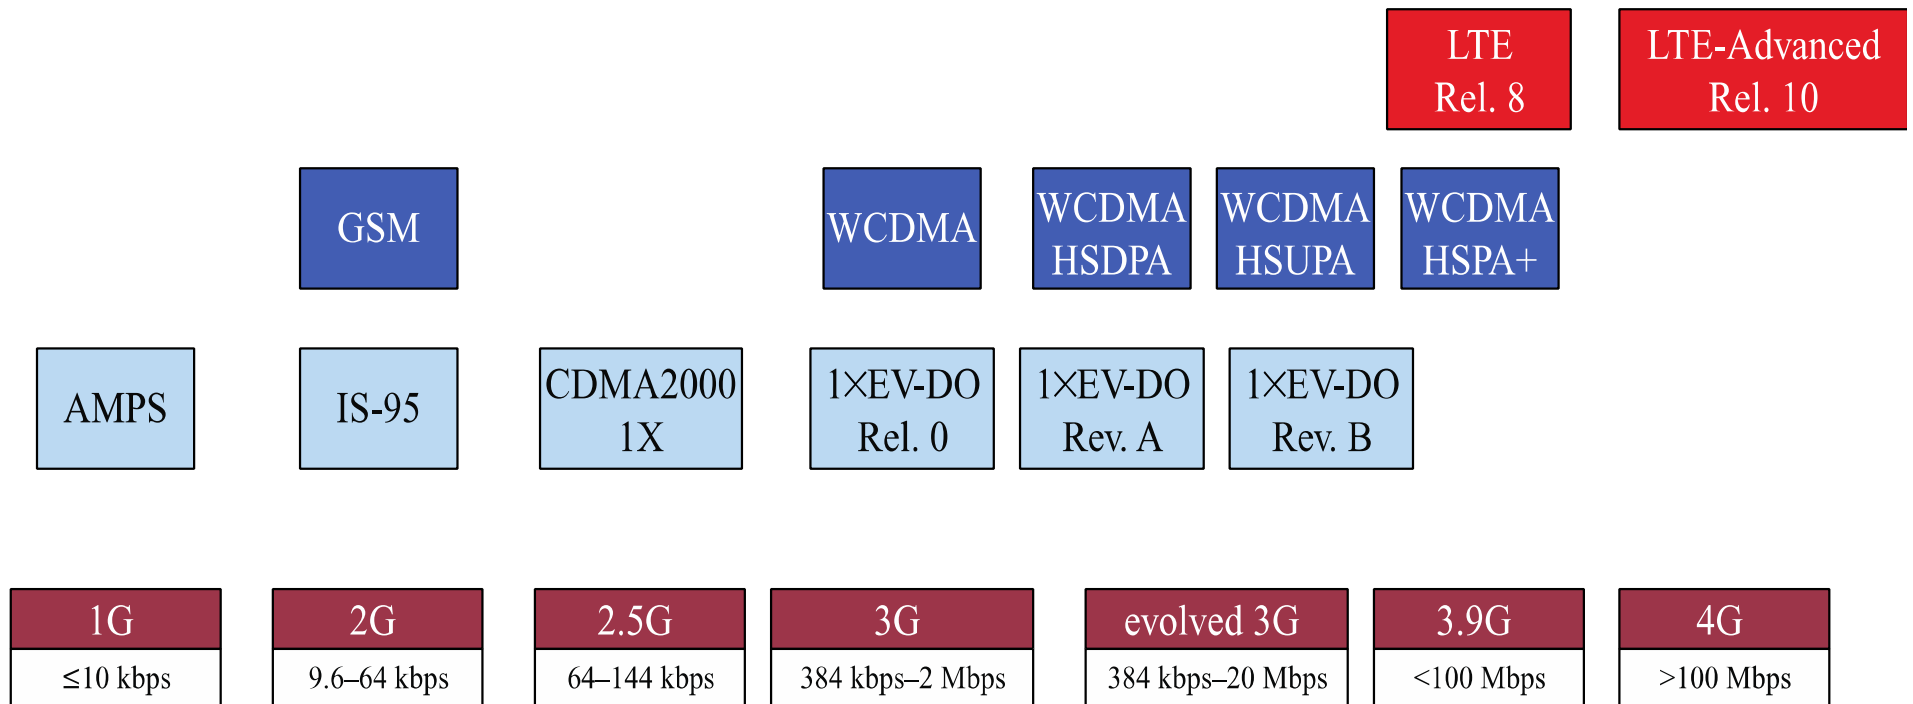 LTE
Rel. 8
LTE-Advanced
Rel. 10
GSM
WCDMA
WCDMA
HSDPA
WCDMA
HSUPA
WCDMA
HSPA+
AMPS
IS-95
CDMA2000
1X
1×EV-DO
Rel. 0
1×EV-DO
Rev. A
1×EV-DO
Rev. B
1G
≤10 kbps
2G
9.6–64 kbps
2.5G
64–144 kbps
3G
384 kbps–2 Mbps
evolved 3G
384 kbps–20 Mbps
3.9G
<100 Mbps
4G
>100 Mbps